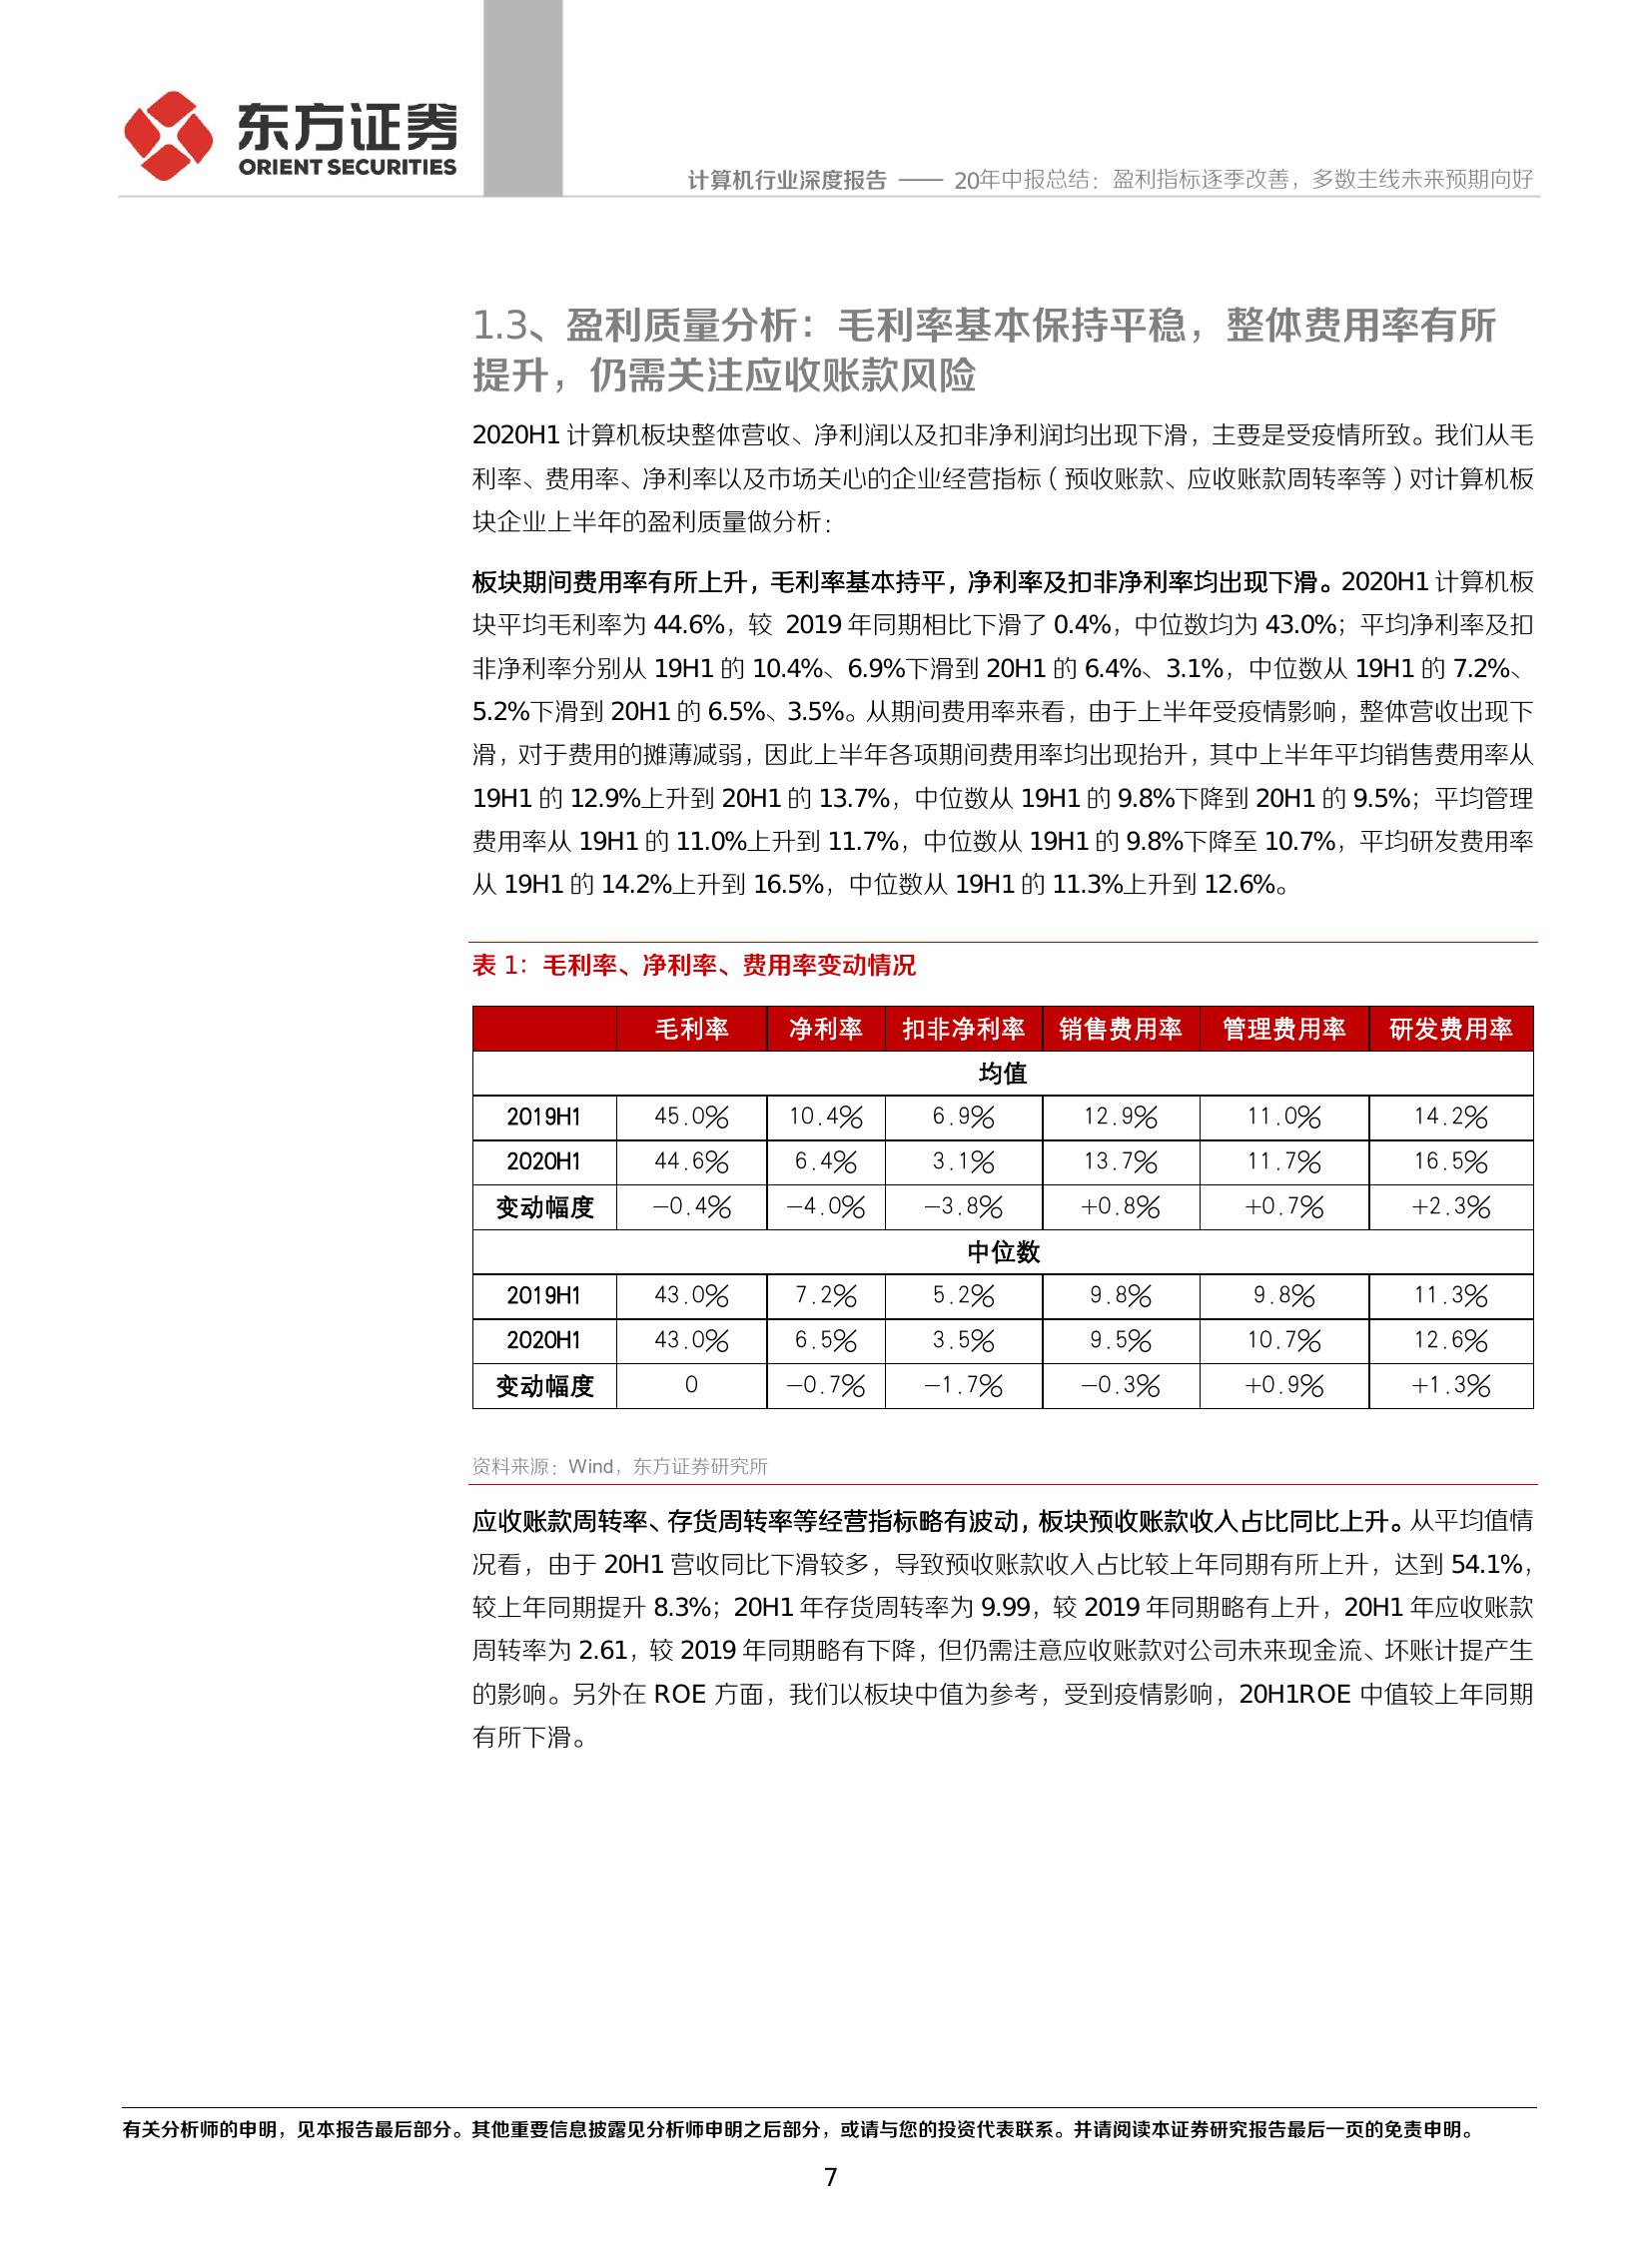 东方证券
ORIENT SECURITIES
计算机行业深度报告 —— 20年中报总结：盈利指标逐季改善，多数主线未来预期向好
1.3、盈利质量分析：毛利率基本保持平稳，整体费用率有所
提升，仍需关注应收账款风险
2020H1 计算机板块整体营收、净利润以及扣非净利润均出现下滑，主要是受疫情所致。我们从毛
利率、费用率、净利率以及市场关心的企业经营指标（预收账款、应收账款周转率等）对计算机板
块企业上半年的盈利质量做分析：
板块期间费用率有所上升，毛利率基本持平，净利率及扣非净利率均出现下滑。2020H1 计算机板
块平均毛利率为 44.6%，较 2019 年同期相比下滑了 0.4%，中位数均为 43.0%；平均净利率及扣
非净利率分别从 19H1 的 10.4%、6.9%下滑到 20H1 的 6.4%、3.1%，中位数从 19H1 的 7.2%、
5.2%下滑到 20H1 的 6.5%、3.5%。从期间费用率来看，由于上半年受疫情影响，整体营收出现下
滑，对于费用的摊薄减弱，因此上半年各项期间费用率均出现抬升，其中上半年平均销售费用率从
19H1 的 12.9%上升到 20H1 的 13.7%，中位数从 19H1 的 9.8%下降到 20H1 的 9.5%；平均管理
费用率从 19H1 的 11.0%上升到 11.7%，中位数从 19H1 的 9.8%下降至 10.7%，平均研发费用率
从 19H1 的 14.2%上升到 16.5%，中位数从 19H1 的 11.3%上升到 12.6%。
表 1：毛利率、净利率、费用率变动情况
毛利率 净利率 扣非净利率 销售费用率 管理费用率 研发费用率
均值
2019H1 45.0% 10.4% 6.9% 12.9% 11.0% 14.2%
2020H1 44.6% 6.4% 3.1% 13.7% 11.7% 16.5%
变动幅度 -0.4% -4.0% -3.8% +0.8% +0.7% +2.3%
中位数
2019H1 43.0% 7.2% 5.2% 9.8% 9.8% 11.3%
2020H1 43.0% 6.5% 3.5% 9.5% 10.7% 12.6%
变动幅度 0 -0.7% -1.7% -0.3% +0.9% +1.3%
资料来源：Wind，东方证券研究所
应收账款周转率、存货周转率等经营指标略有波动，板块预收账款收入占比同比上升。从平均值情
况看，由于 20H1 营收同比下滑较多，导致预收账款收入占比较上年同期有所上升，达到 54.1%，
较上年同期提升 8.3%；20H1 年存货周转率为 9.99，较 2019 年同期略有上升，20H1 年应收账款
周转率为 2.61，较 2019 年同期略有下降，但仍需注意应收账款对公司未来现金流、坏账计提产生
的影响。另外在 ROE 方面，我们以板块中值为参考，受到疫情影响，20H1ROE 中值较上年同期
有所下滑。
有关分析师的申明，见本报告最后部分。其他重要信息披露见分析师申明之后部分，或请与您的投资代表联系。并请阅读本证券研究报告最后一页的免责申明。
7